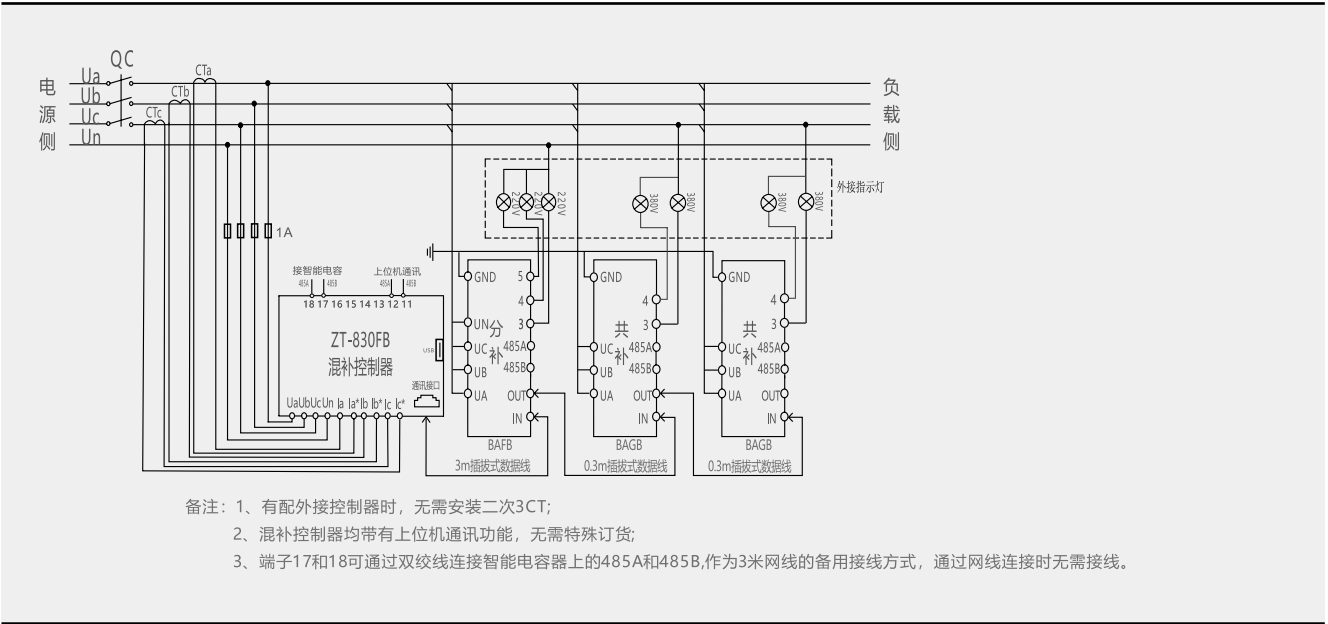 QC
CTa
电源侧
Ua
Ub
Uc
Un
CTb
CTc
负载侧
外接指示灯
220V
220V
220V
380V
380V
380V
380V
1A
接智能电容
上位机通讯
485A
485B
485A
485B
18 17 16 15 14 13 12 11
ZT-830FB
混补控制器
USB
通讯接口
Ua Ub Uc Un Ia Ia* Ib Ib* Ic Ic*
GND
5
4
UN
3
分补
UC
485A
UB
485B
UA
OUT
IN
BAFB
3m插拔式数据线
GND
4
3
共补
UC
485A
UB
485B
UA
OUT
IN
BAGB
0.3m插拔式数据线
GND
4
3
共补
UC
485A
UB
485B
UA
OUT
IN
BAGB
0.3m插拔式数据线
备注：1、有配外接控制器时，无需安装二次3CT;
2、混补控制器均带有上位机通讯功能，无需特殊订货;
3、端子17和18可通过双绞线连接智能电容器上的485A和485B,作为3米网线的备用接线方式，通过网线连接时无需接线。